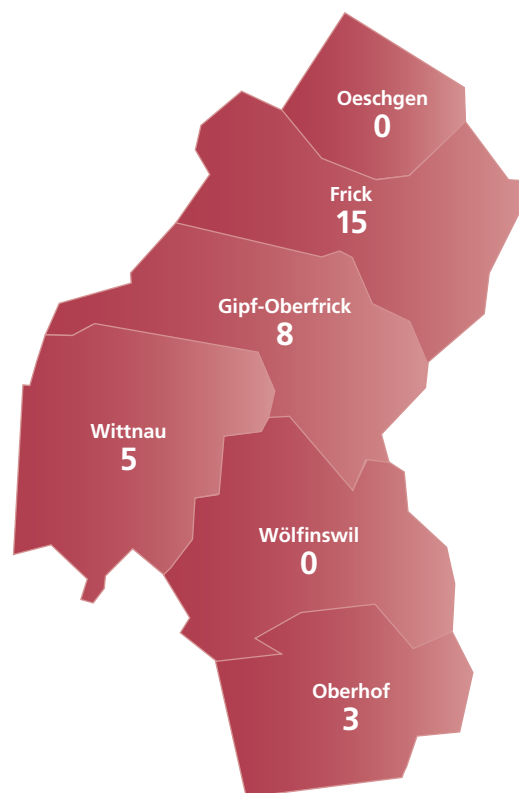 Oeschgen
0
Frick
15
Gipf-Oberfrick
8
Wittnau
5
Wölfinswil
0
Oberhof
3